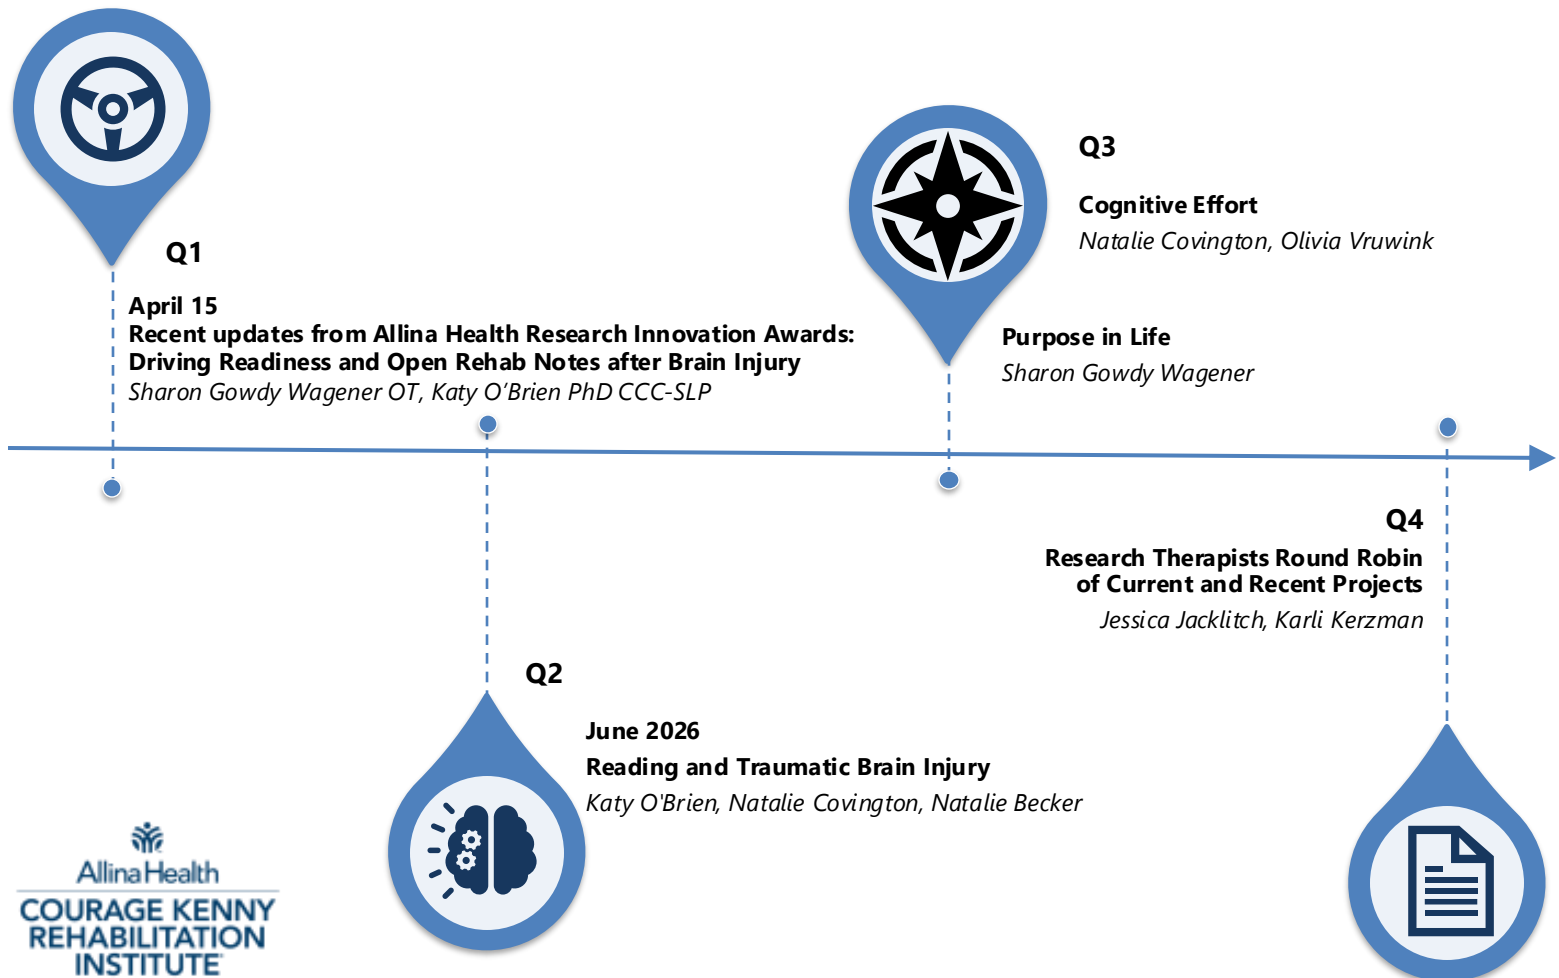 Q1
April 15
Recent updates from Allina Health Research Innovation Awards:
Driving Readiness and Open Rehab Notes after Brain Injury
Sharon Gowdy Wagener OT, Katy O’Brien PhD CCC-SLP
Q3
Cognitive Effort
Natalie Covington, Olivia Vruwink
Purpose in Life
Sharon Gowdy Wagener
Q2
June 2026
Reading and Traumatic Brain Injury
Katy O'Brien, Natalie Covington, Natalie Becker
Q4
Research Therapists Round Robin
of Current and Recent Projects
Jessica Jacklitch, Karli Kerzman
Allina Health
COURAGE KENNY
REHABILITATION
INSTITUTE